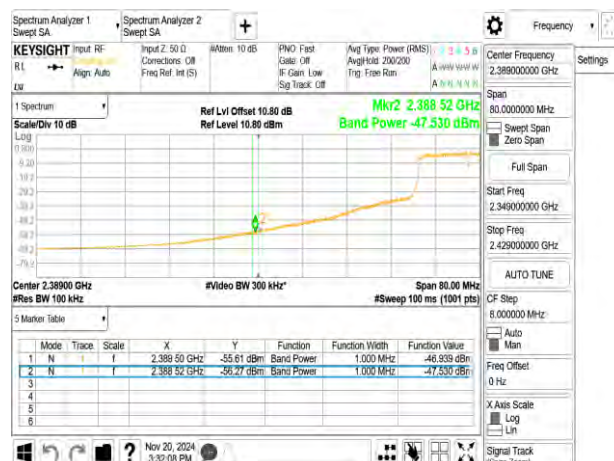 Spectrum Analyzer 1
Swept SA
Spectrum Analyzer 2
Swept SA
+
Frequency
Settings
KEYSIGHT
RL
Input: RF
Align: Auto
Input Z: 50 Ω
Corrections: Off
Freq Ref: Int (S)
#Atten: 10 dB
PNO: Fast
Gate: Off
IF Gain: Low
Sig Track: Off
Avg Type: Power (RMS)
Avg|Hold: 200/200
Trig: Free Run
Center Frequency
2.389000000 GHz
Span
80.0000000 MHz
Swept Span
Zero Span
Full Span
Start Freq
2.349000000 GHz
Stop Freq
2.429000000 GHz
AUTO TUNE
CF Step
8.000000 MHz
Auto
Man
Freq Offset
0 Hz
X Axis Scale
Log
Lin
Signal Track
1 Spectrum
Scale/Div 10 dB
Log
Ref Lvl Offset 10.80 dB
Ref Level 10.80 dBm
Mkr2 2.388 52 GHz
Band Power -47.530 dBm
Center 2.38900 GHz
#Res BW 100 kHz
#Video BW 300 kHz*
Span 80.00 MHz
#Sweep 100 ms (1001 pts)
5 Marker Table
Mode Trace Scale X Y Function Function Width Function Value
1 N 1 f 2.389 50 GHz -55.61 dBm Band Power 1.000 MHz -46.939 dBm
2 N 1 f 2.388 52 GHz -56.27 dBm Band Power 1.000 MHz -47.530 dBm
3
4
5
6
?
Nov 20, 2024
3:32:08 PM